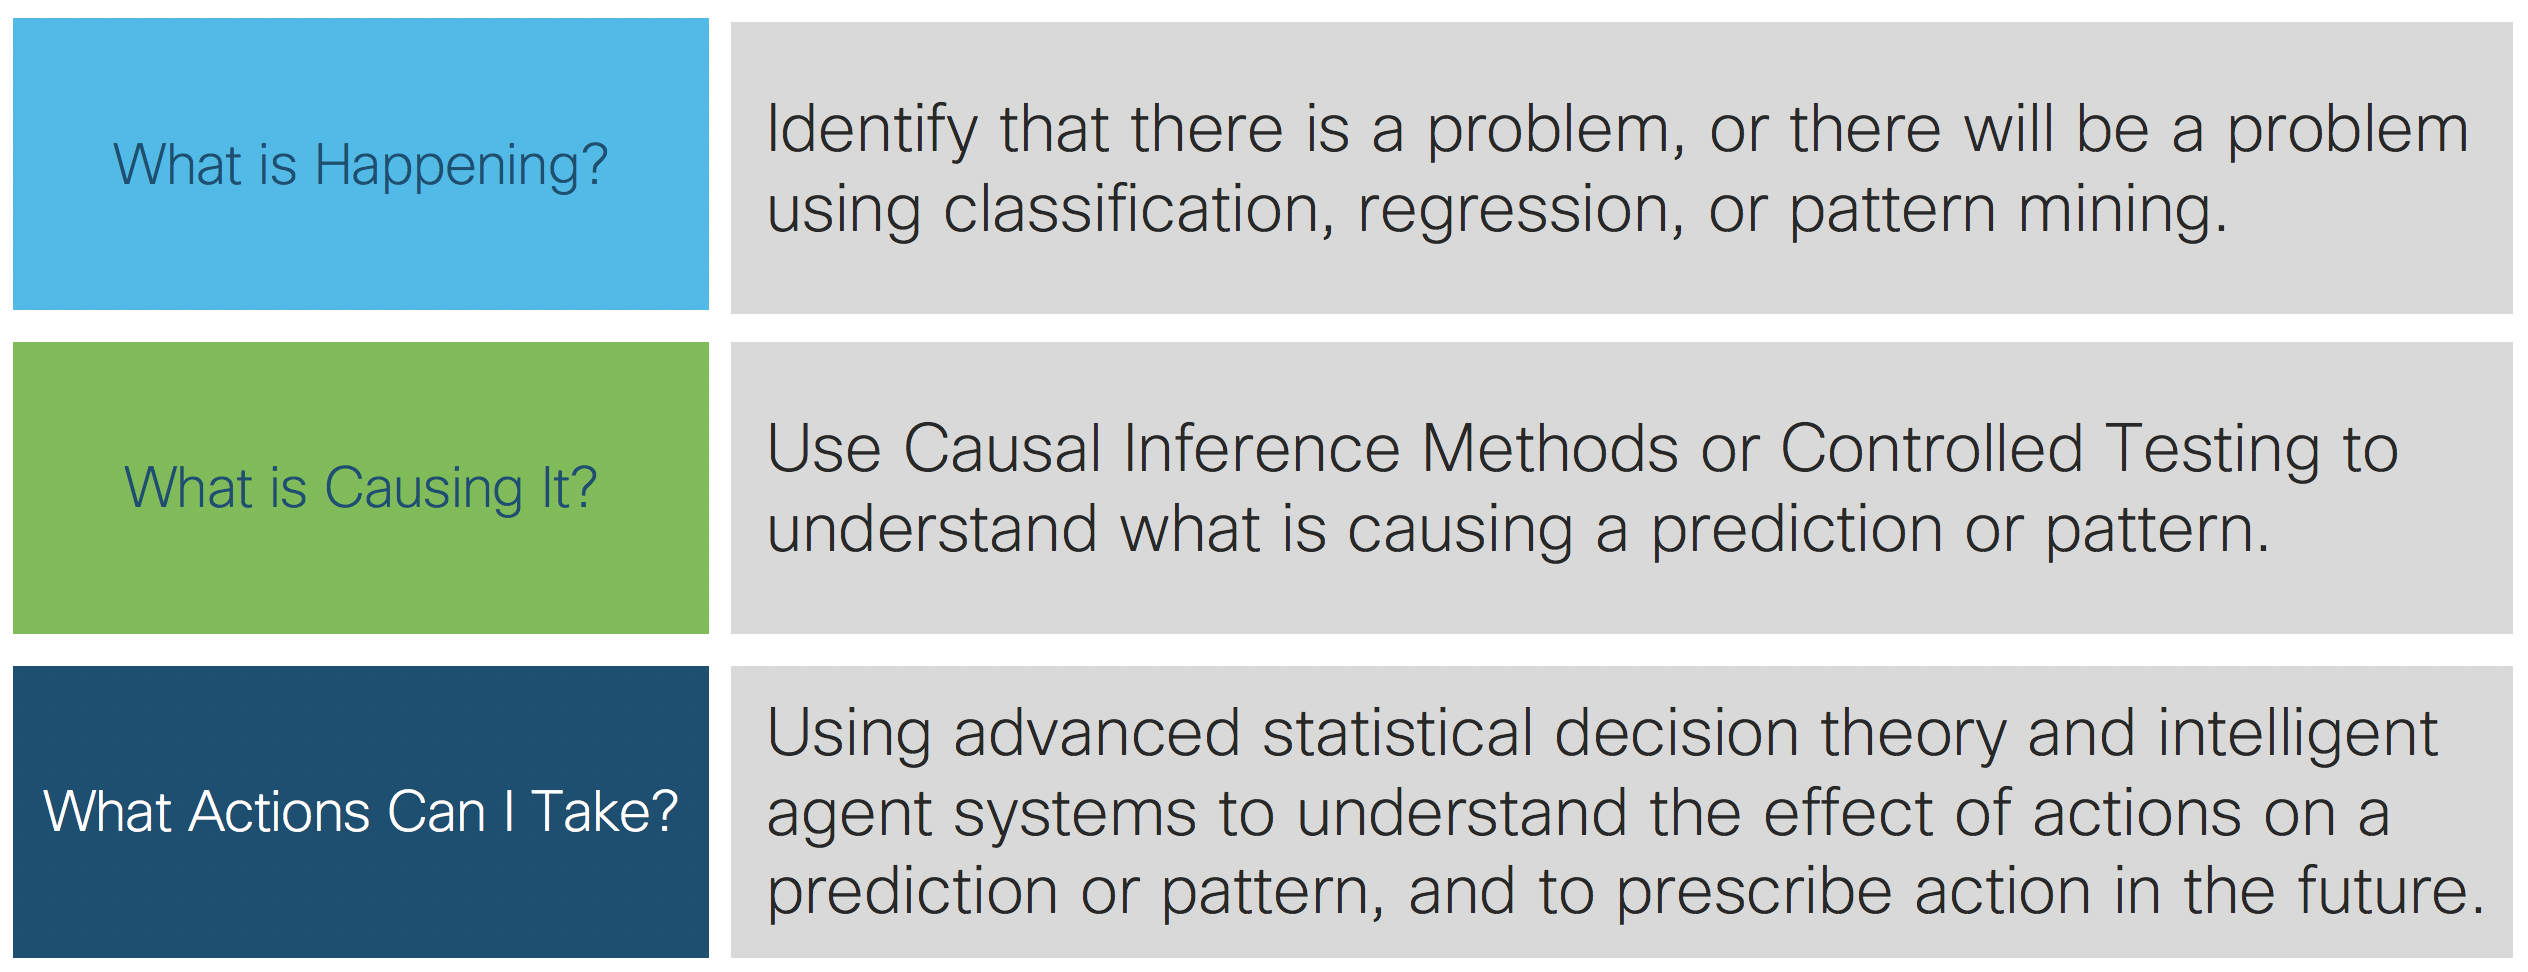 What is Happening?
Identify that there is a problem, or there will be a problem
using classification, regression, or pattern mining.
What is Causing It?
Use Causal Inference Methods or Controlled Testing to
understand what is causing a prediction or pattern.
What Actions Can I Take?
Using advanced statistical decision theory and intelligent
agent systems to understand the effect of actions on a
prediction or pattern, and to prescribe action in the future.